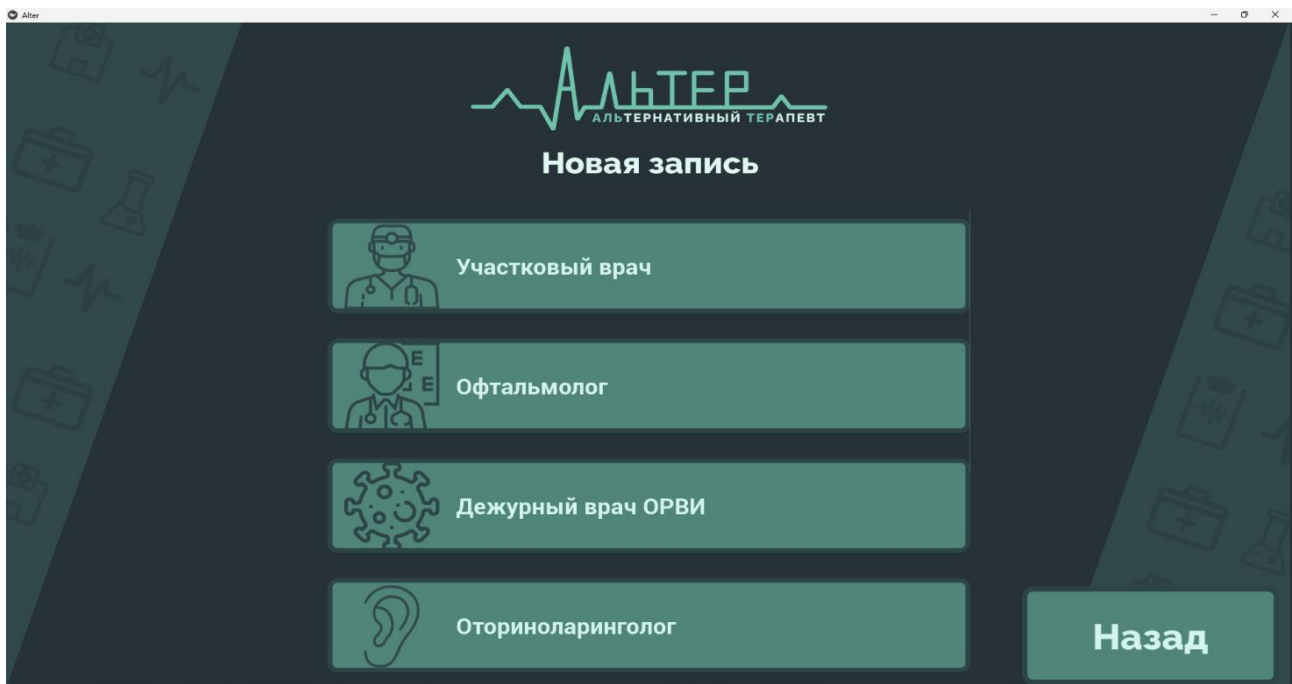 Alter
АльТЕР
АЛЬТЕРНАТИВНЫЙ ТЕРАПЕВТ
Новая запись
Участковый врач
E
E
Офтальмолог
Дежурный врач ОРВИ
Оториноларинголог
Назад